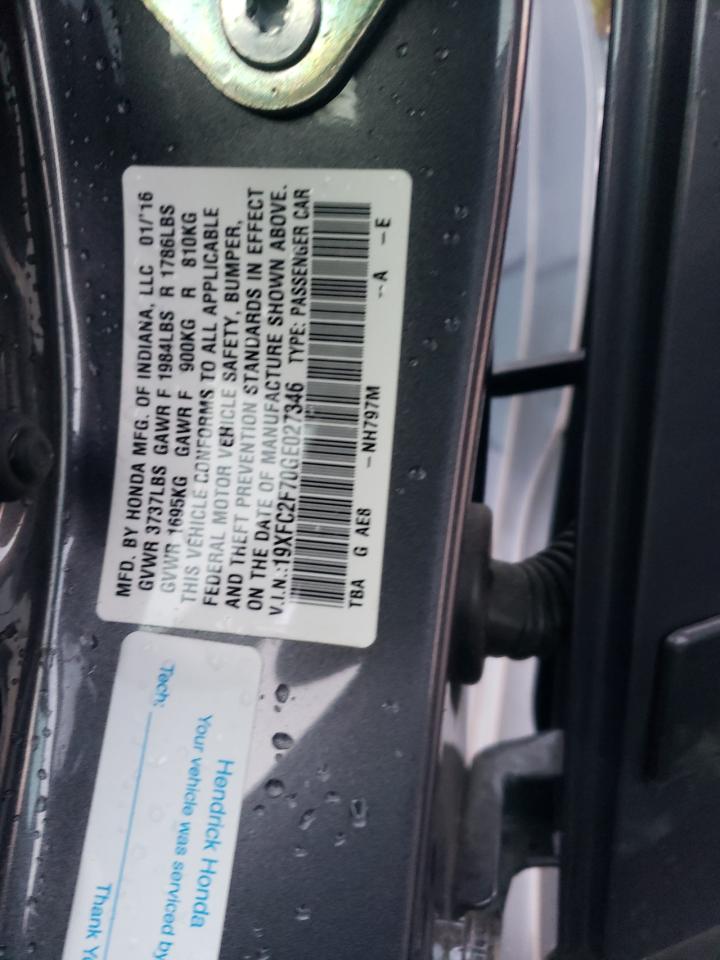 MFD. BY HONDA MFG. OF INDIANA, LLC 01/'16
GVWR 3737LBS GAWR F 1984LBS R 1786LBS
GVWR 1695KG GAWR F 900KG R 810KG
THIS VEHICLE CONFORMS TO ALL APPLICABLE
FEDERAL MOTOR VEHICLE SAFETY, BUMPER,
AND THEFT PREVENTION STANDARDS IN EFFECT
ON THE DATE OF MANUFACTURE SHOWN ABOVE.
V.I.N.:19XFC2F70GE027346 TYPE: PASSENGER CAR
TBA G AE8 -NH797M --A -E
Hendrick Honda
Your vehicle was serviced by
Tech:
Thank